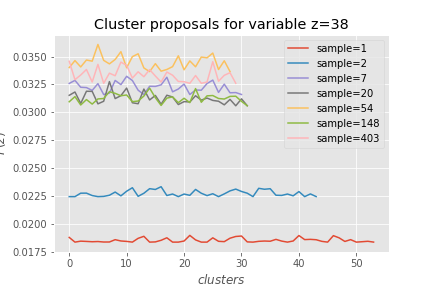 Cluster proposals for variable z=38
0.0350
0.0325
0.0300
0.0275
0.0250
0.0225
0.0200
0.0175
sample=1
sample=2
sample=7
sample=20
sample=54
sample=148
sample=403
0 10 20 30 40 50
clusters